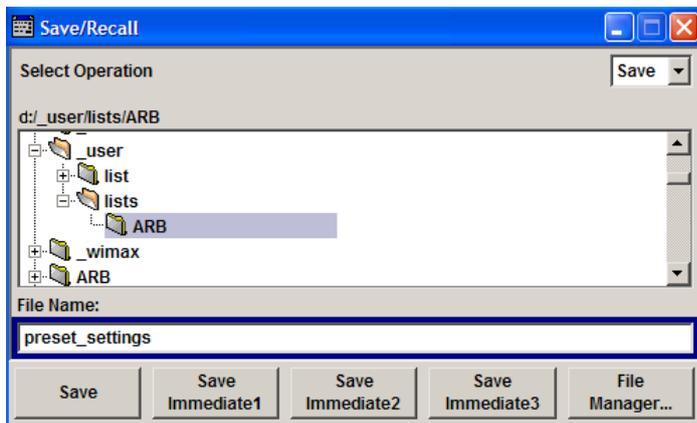 Save/Recall
Select Operation
Save
d:/_user/lists/ARB
_user
list
lists
ARB
_wimax
ARB
File Name:
preset_settings
Save
Save
Immediate1
Save
Immediate2
Save
Immediate3
File
Manager...